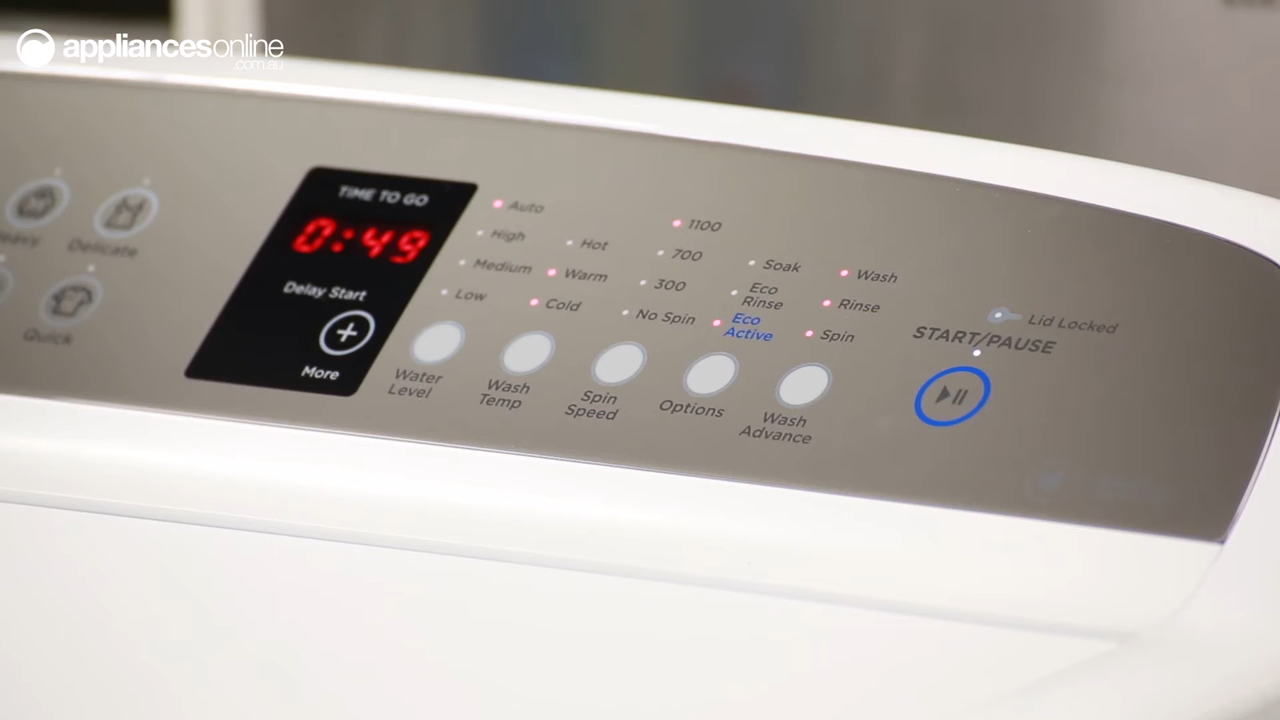 appliancesonline
.com.au
TIME TO GO
0:49
Delay Start
More
Heavy
Delicate
Quick
Auto
High
Medium
Low
Water
Level
Hot
Warm
Cold
Wash
Temp
1100
700
300
No Spin
Spin
Speed
Soak
Eco
Rinse
Eco
Active
Options
Wash
Rinse
Spin
Wash
Advance
Lid Locked
START/PAUSE